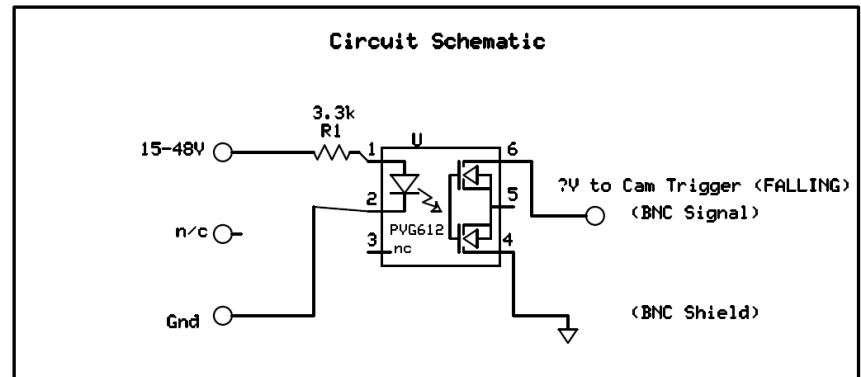 Circuit Schematic
3.3k
R1
15-48V
1
U
6
2
5
?V to Cam Trigger (FALLING)
(BNC Signal)
n/c
PVG612
3
nc
4
Gnd
(BNC Shield)